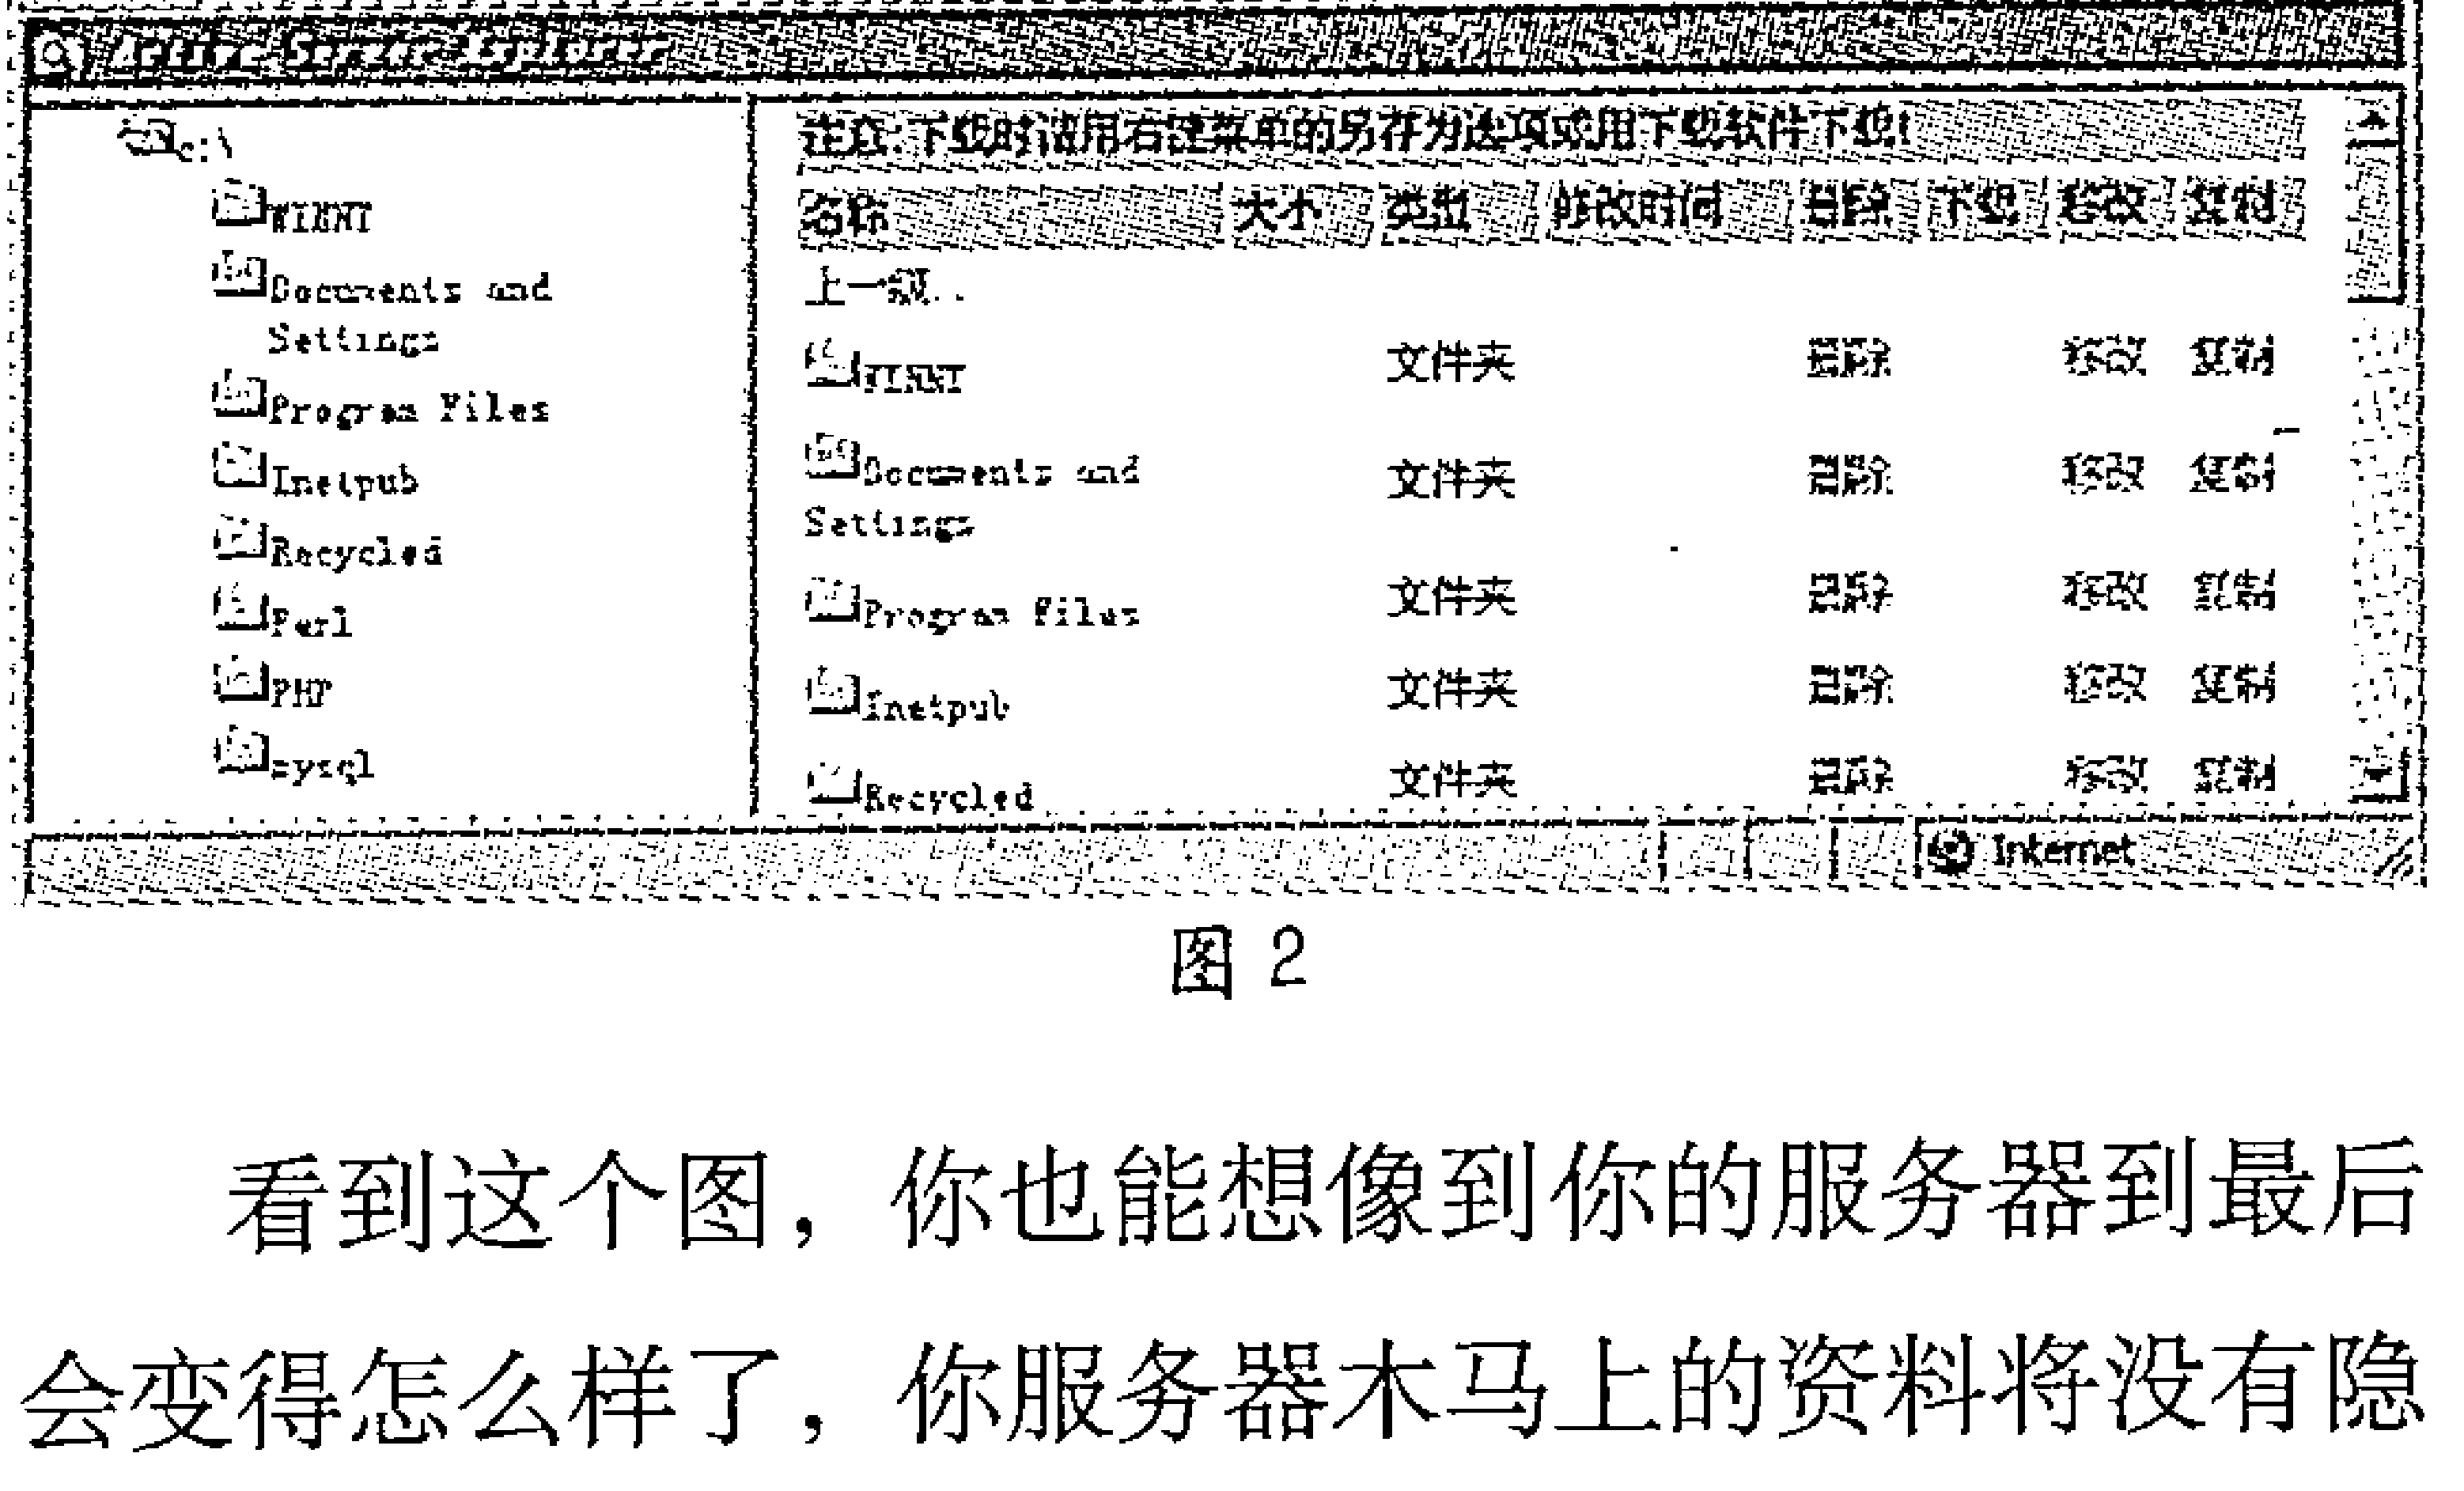 Active Server Explorer
c:\
WINNT
Documents and
Settings
Program Files
Inetpub
Recycled
Perl
PHP
mysql
注意:下载时请用右键菜单的另存为选项或用下载软件下载!
名称 大小 类型 修改时间 删除 下载 移改 复制
上一级..
WINNT 文件夹 删除 移改 复制
Documents and 文件夹 删除 移改 复制
Settings
Program Files 文件夹 删除 移改 复制
Inetpub 文件夹 删除 移改 复制
Recycled 文件夹 删除 移改 复制
Internet
图 2
看到这个图，你也能想像到你的服务器到最后
会变得怎么样了，你服务器木马上的资料将没有隐